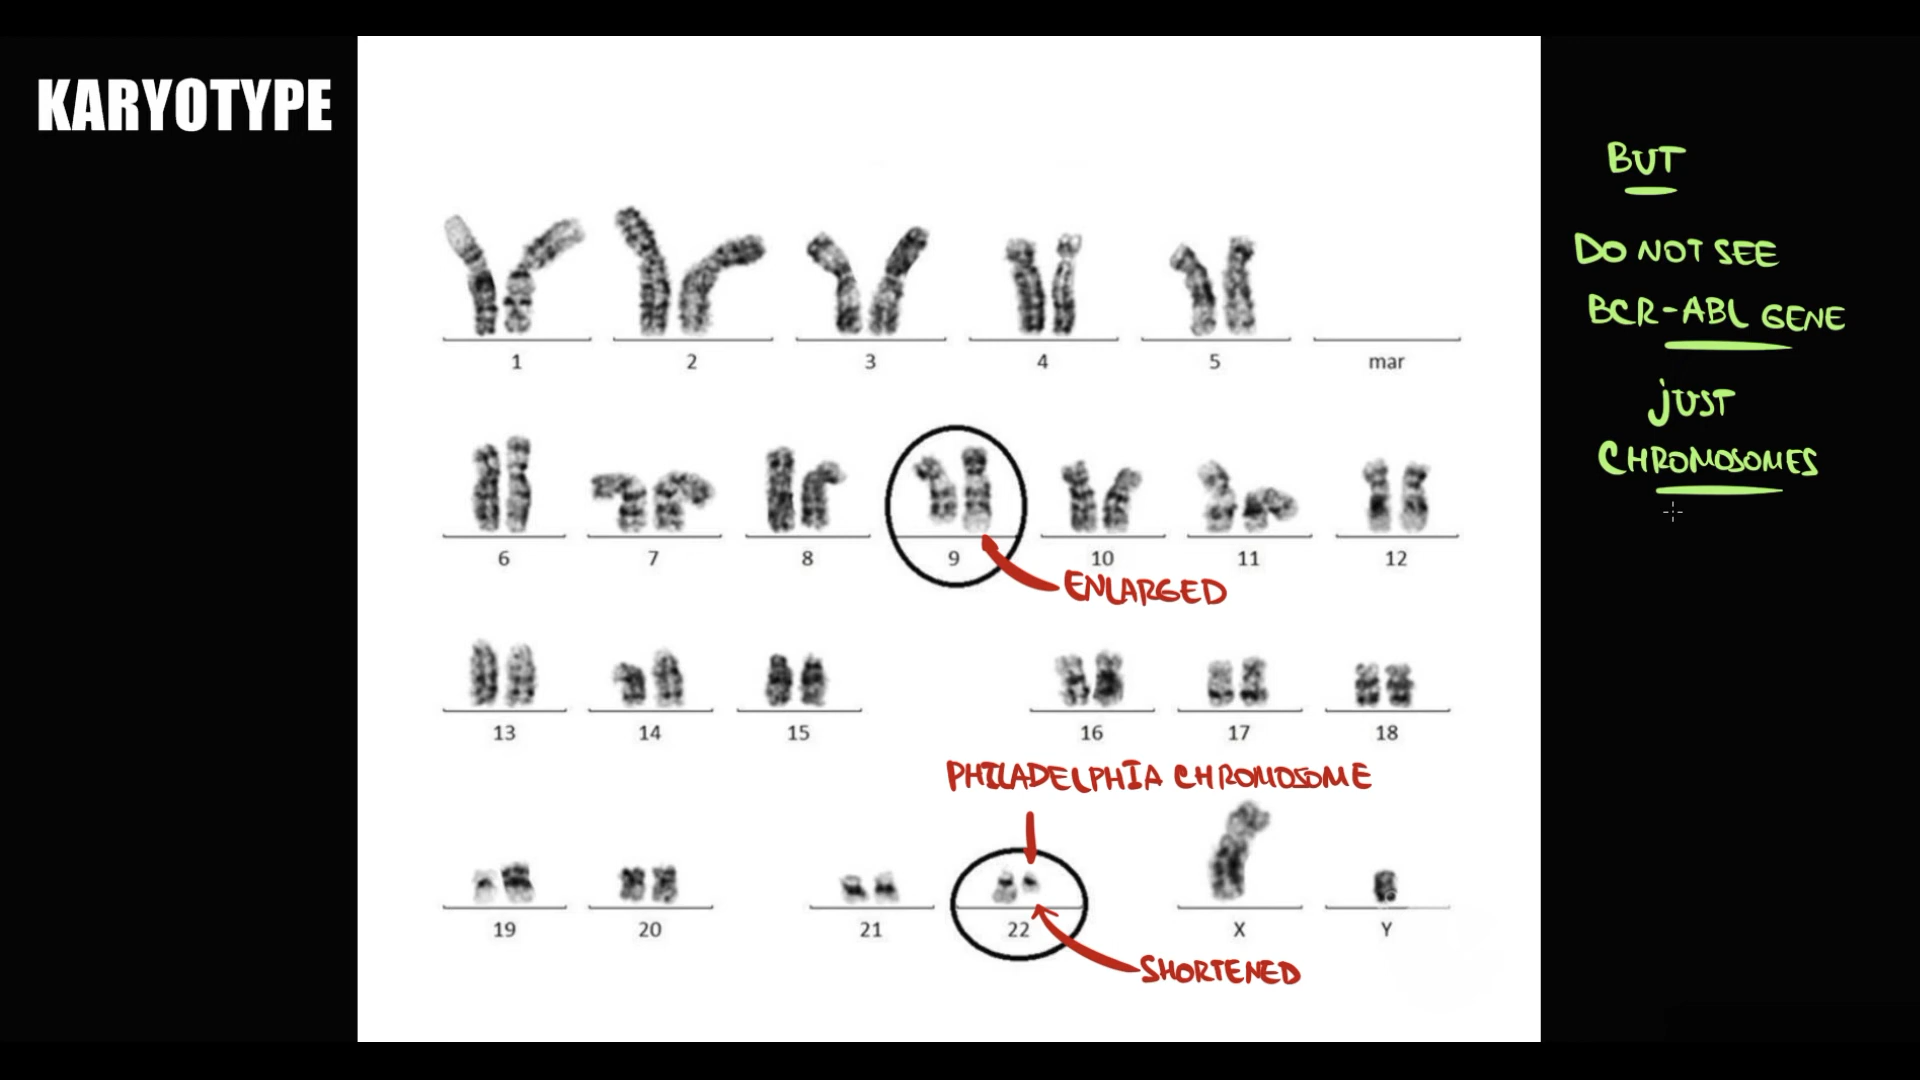 KARYOTYPE
1 2 3 4 5 mar
6 7 8 9 10 11 12
ENLARGED
13 14 15 16 17 18
PHILADELPHIA CHROMOSOME
19 20 21 22 X Y
SHORTENED
BUT
DO NOT SEE
BCR-ABL GENE
JUST
CHROMOSOMES